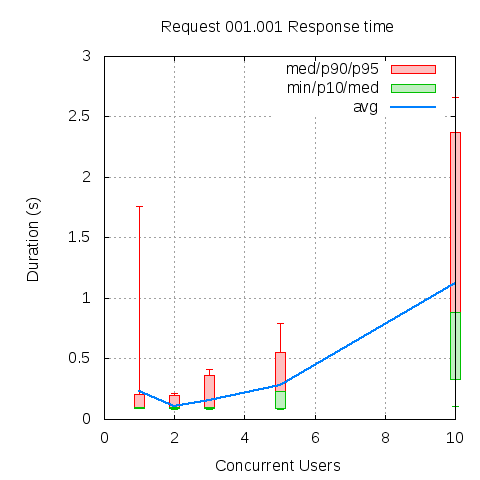 Request 001.001 Response time
3
med/p90/p95
min/p10/med
avg
2.5
2
1.5
1
0.5
0
Duration (s)
0 2 4 6 8 10
Concurrent Users